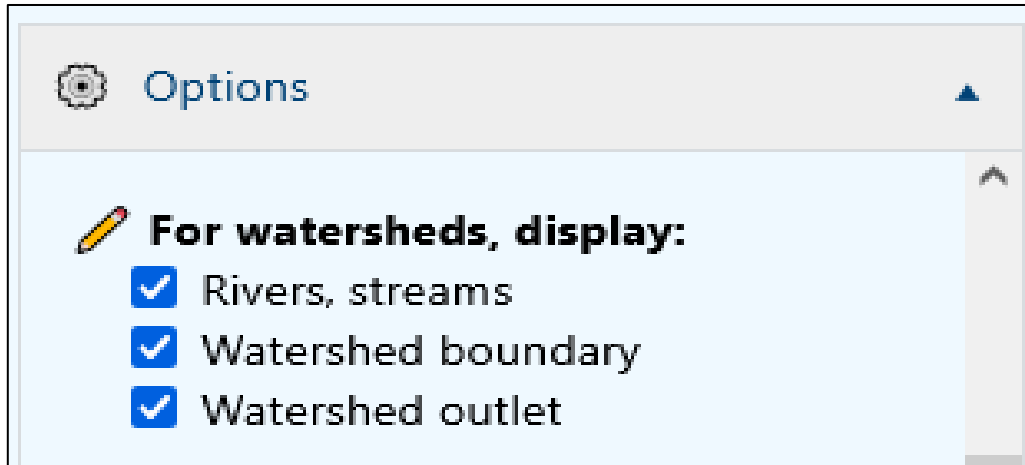 Options
For watersheds, display:
Rivers, streams
Watershed boundary
Watershed outlet